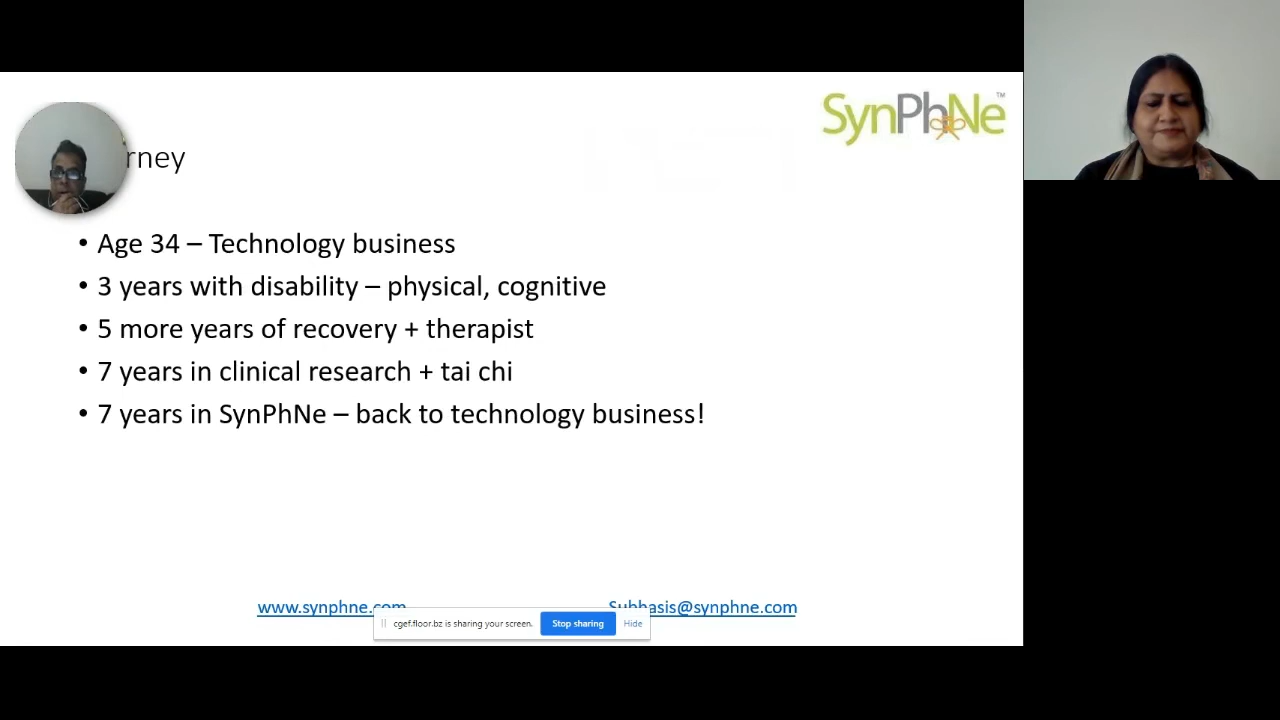 SynPhNe™
rney
• Age 34 – Technology business
• 3 years with disability – physical, cognitive
• 5 more years of recovery + therapist
• 7 years in clinical research + tai chi
• 7 years in SynPhNe – back to technology business!
www.synphne.com
Subhasis@synphne.com
cgef.floor.bz is sharing your screen.
Stop sharing
Hide